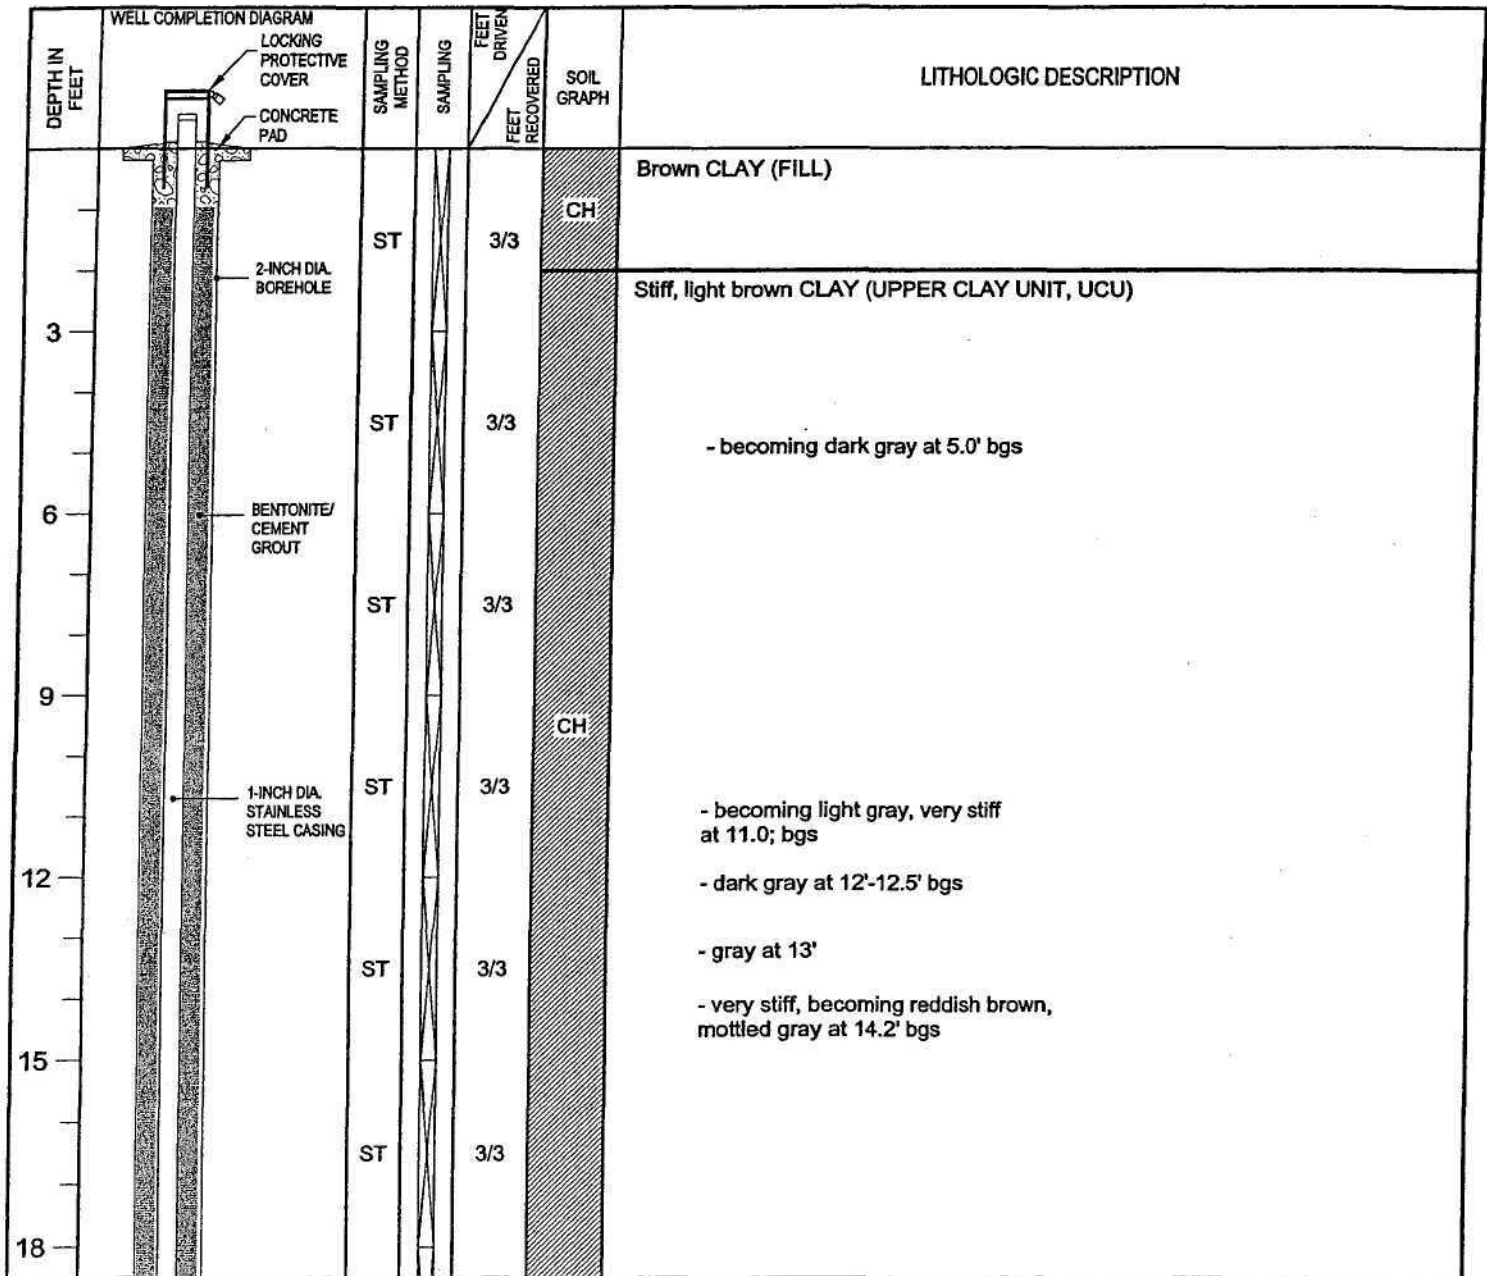 WELL COMPLETION DIAGRAM
DEPTH IN
FEET
LOCKING
PROTECTIVE
COVER
CONCRETE
PAD
SAMPLING
METHOD
SAMPLING
FEET
DRIVEN
FEET
RECOVERED
SOIL
GRAPH
LITHOLOGIC DESCRIPTION
Brown CLAY (FILL)
CH
ST
3/3
2-INCH DIA.
BOREHOLE
Stiff, light brown CLAY (UPPER CLAY UNIT, UCU)
3
ST
3/3
- becoming dark gray at 5.0' bgs
6
BENTONITE/
CEMENT
GROUT
ST
3/3
9
CH
1-INCH DIA.
STAINLESS
STEEL CASING
ST
3/3
- becoming light gray, very stiff
at 11.0; bgs
12
- dark gray at 12'-12.5' bgs
- gray at 13'
ST
3/3
- very stiff, becoming reddish brown,
mottled gray at 14.2' bgs
15
ST
3/3
18